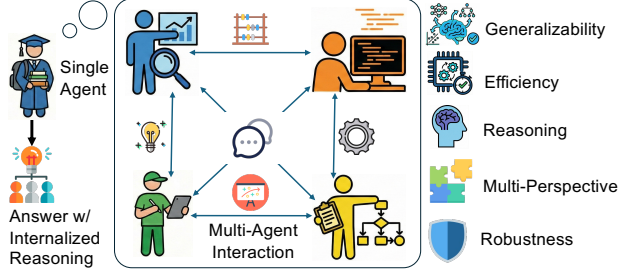 Single
Agent
Answer w/
Internalized
Reasoning
Multi-Agent
Interaction
Generalizability
Efficiency
Reasoning
Multi-Perspective
Robustness